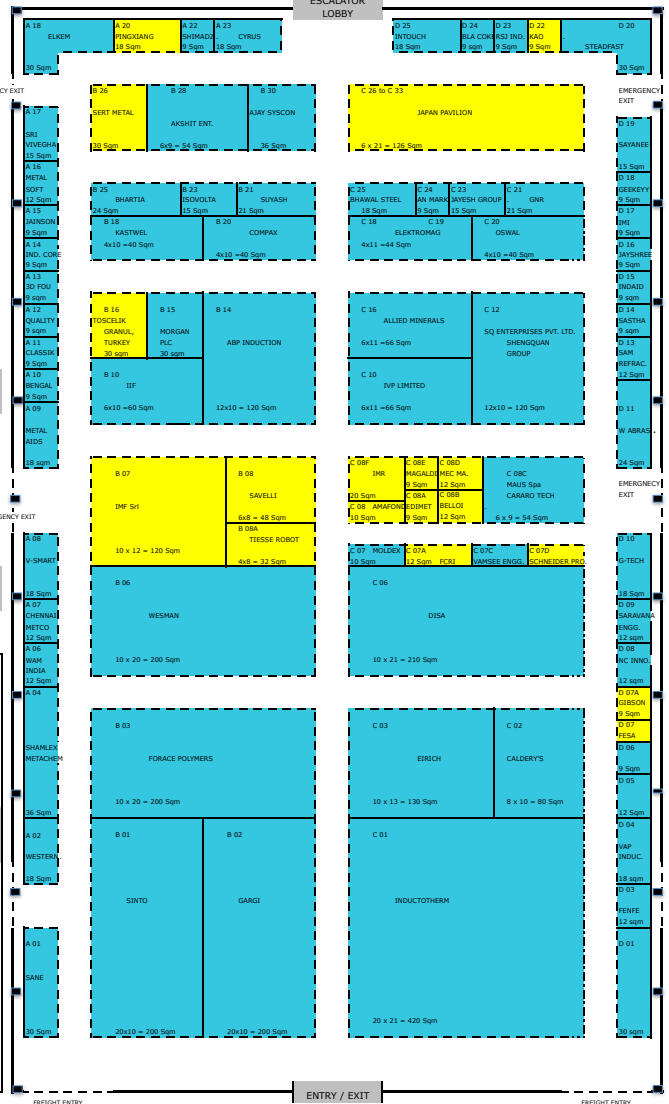 ESCALATOR
LOBBY
A 18
ELKEM
30 Sqm
A 20
PINGXIANG
18 Sqm
A 22
SHIMADZ
9 Sqm
A 23
CYRUS
18 Sqm
D 25
INTOUCH
18 Sqm
D 24
BLA COKE
9 sqm
D 23
RSJ IND.
9 Sqm
D 22
KAO
9 Sqm
D 20
STEADFAST
30 Sqm
CY EXIT
EMERGENCY
EXIT
B 26
SERT METAL
30 Sqm
B 28
AKSHIT ENT.
6x9 = 54 Sqm
B 30
AJAY SYSCON
36 Sqm
C 26 to C 33
JAPAN PAVILION
6 x 21 = 126 Sqm
A 17
SRI
VIVEGHA
15 Sqm
A 16
METAL
SOFT
12 Sqm
A 15
JAINSON
9 Sqm
A 14
IND. CORE
9 Sqm
A 13
3D FOU
9 sqm
A 12
QUALITY
9 sqm
A 11
CLASSIK
9 Sqm
A 10
BENGAL
9 Sqm
A 09
METAL
AIDS
18 sqm
B 25
BHARTIA
24 Sqm
B 23
ISOVOLTA
15 Sqm
B 21
SUYASH
21 Sqm
B 18
KASTWEL
4x10 =40 Sqm
B 20
COMPAX
4x10 =40 Sqm
C 25
BHAWAL STEEL
18 Sqm
C 24
AN MARK
9 Sqm
C 23
JAYESH GROUP
15 Sqm
C 21
GNR
21 Sqm
C 18
C 19
ELEKTROMAG
4x11 =44 Sqm
C 20
OSWAL
4x10 =40 Sqm
D 19
SAYANEE
15 Sqm
D 18
GEEKEYY
9 Sqm
D 17
IMI
9 Sqm
D 16
JAYSHREE
9 Sqm
D 15
INDAID
9 sqm
D 14
SASTHA
9 sqm
D 13
SAM
REFRAC.
12 Sqm
D 11
W ABRAS.
24 Sqm
B 16
TOSCELIK
GRANUL,
TURKEY
30 sqm
B 15
MORGAN
PLC
30 sqm
B 14
ABP INDUCTION
12x10 = 120 Sqm
B 10
IIF
6x10 =60 Sqm
C 16
ALLIED MINERALS
6x11 =66 Sqm
C 12
SQ ENTERPRISES PVT. LTD.
SHENGQUAN
GROUP
12x10 = 120 Sqm
C 10
IVP LIMITED
6x11 =66 Sqm
B 07
IMF Srl
10 x 12 = 120 Sqm
B 08
SAVELLI
6x8 = 48 Sqm
B 08A
TIESSE ROBOT
4x8 = 32 Sqm
C 08F
IMR
20 Sqm
C 08E
MAGALDI
9 Sqm
C 08D
MEC MA.
12 Sqm
C 08
AMAFOND
10 Sqm
C 08A
EDIMET
9 Sqm
C 08B
BELLOI
12 Sqm
C 08C
MAUS Spa
CARARO TECH
6 x 9 = 54 Sqm
EMERGENCY
EXIT
GENCY EXIT
C 07 MOLDEX
10 Sqm
C 07A
12 Sqm FCRI
C 07C
VAMSEE ENGG.
C 07D
SCHNEIDER PRO.
A 08
V-SMART
18 Sqm
A 07
CHENNAI
METCO
12 Sqm
A 06
WAM
INDIA
12 Sqm
A 04
SHAMLEX
METACHEM
36 Sqm
A 02
WESTERN.
18 Sqm
A 01
SANE
30 Sqm
B 06
WESMAN
10 x 20 = 200 Sqm
C 06
DISA
10 x 21 = 210 Sqm
D 10
G-TECH
18 Sqm
D 09
SARAVANA
ENGG.
12 sqm
D 08
NC INNO.
12 sqm
D 07A
GIBSON
9 Sqm
D 07
FESA
D 06
9 Sqm
D 05
12 Sqm
D 04
VAP
INDUC.
18 sqm
D 03
FENFE
12 sqm
D 01
30 sqm
B 03
FORACE POLYMERS
10 x 20 = 200 Sqm
C 03
EIRICH
10 x 13 = 130 Sqm
C 02
CALDERY'S
8 x 10 = 80 Sqm
B 01
SINTO
20x10 = 200 Sqm
B 02
GARGI
20x10 = 200 Sqm
C 01
INDUCTOTHERM
20 x 21 = 420 Sqm
FREIGHT ENTRY
ENTRY / EXIT
FREIGHT ENTRY